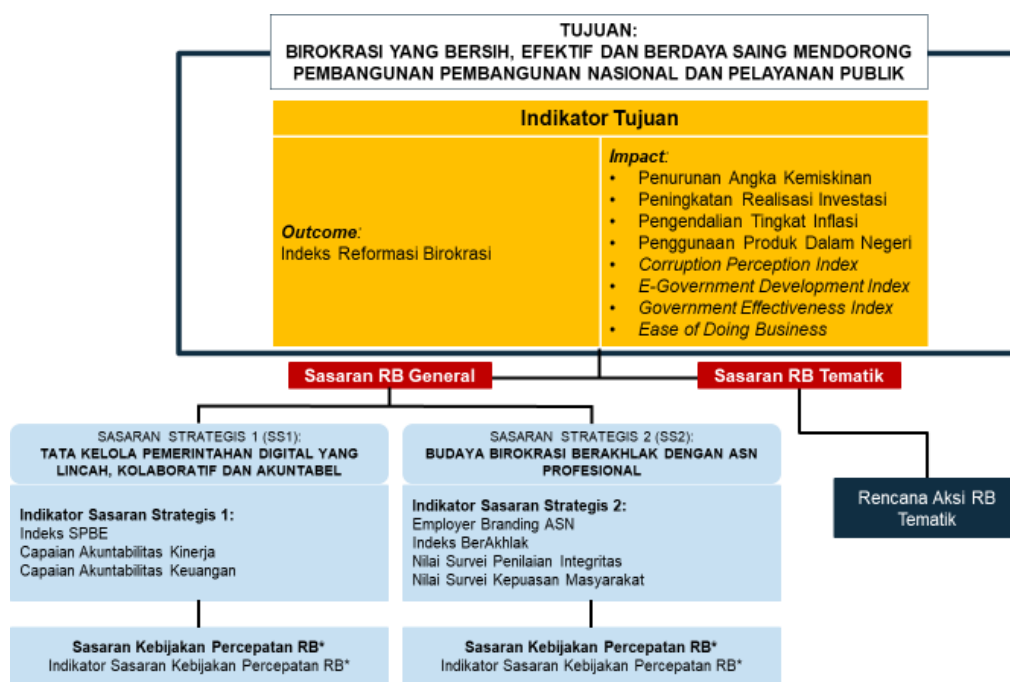 TUJUAN:
BIROKRASI YANG BERSIH, EFEKTIF DAN BERDAYA SAING MENDORONG
PEMBANGUNAN PEMBANGUNAN NASIONAL DAN PELAYANAN PUBLIK
Indikator Tujuan
Outcome:
Indeks Reformasi Birokrasi
Impact:
• Penurunan Angka Kemiskinan
• Peningkatan Realisasi Investasi
• Pengendalian Tingkat Inflasi
• Penggunaan Produk Dalam Negeri
• Corruption Perception Index
• E-Government Development Index
• Government Effectiveness Index
• Ease of Doing Business
Sasaran RB General
Sasaran RB Tematik
SASARAN STRATEGIS 1 (SS1):
TATA KELOLA PEMERINTAHAN DIGITAL YANG
LINCAH, KOLABORATIF DAN AKUNTABEL
Indikator Sasaran Strategis 1:
Indeks SPBE
Capaian Akuntabilitas Kinerja
Capaian Akuntabilitas Keuangan
Sasaran Kebijakan Percepatan RB*
Indikator Sasaran Kebijakan Percepatan RB*
SASARAN STRATEGIS 2 (SS2):
BUDAYA BIROKRASI BERAKHLAK DENGAN ASN
PROFESIONAL
Indikator Sasaran Strategis 2:
Employer Branding ASN
Indeks BerAkhlak
Nilai Survei Penilaian Integritas
Nilai Survei Kepuasan Masyarakat
Sasaran Kebijakan Percepatan RB*
Indikator Sasaran Kebijakan Percepatan RB*
Rencana Aksi RB
Tematik